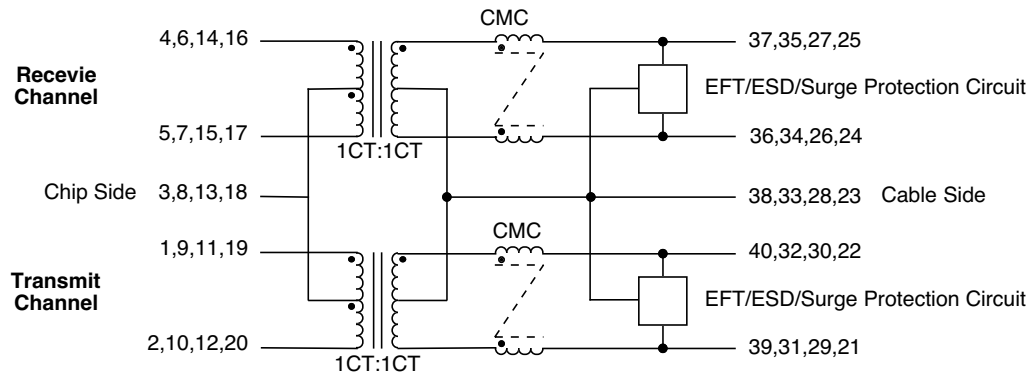 CMC
4,6,14,16
37,35,27,25
Recevie
Channel
EFT/ESD/Surge Protection Circuit
5,7,15,17
36,34,26,24
1CT:1CT
Chip Side 3,8,13,18
38,33,28,23 Cable Side
CMC
1,9,11,19
40,32,30,22
Transmit
Channel
EFT/ESD/Surge Protection Circuit
2,10,12,20
39,31,29,21
1CT:1CT